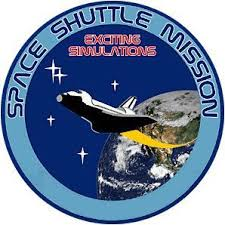 SPACE SHUTTLE MISSION
EXCITING
SIMULATIONS